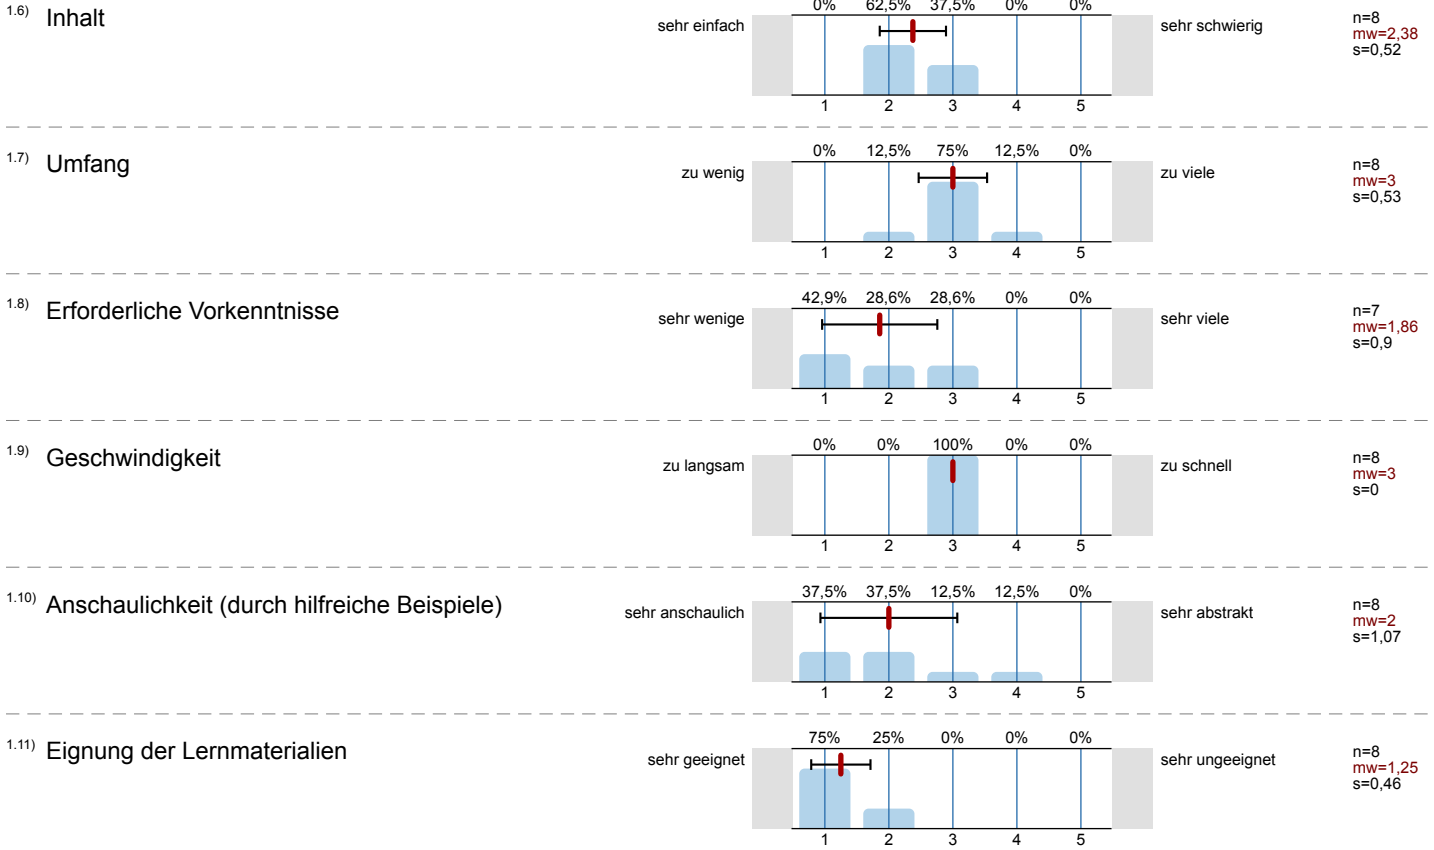 1.6) Inhalt
0% 62,5% 37,5% 0% 0%
sehr einfach
sehr schwierig
n=8
mw=2,38
s=0,52
1 2 3 4 5
1.7) Umfang
0% 12,5% 75% 12,5% 0%
zu wenig
zu viele
n=8
mw=3
s=0,53
1 2 3 4 5
1.8) Erforderliche Vorkenntnisse
42,9% 28,6% 28,6% 0% 0%
sehr wenige
sehr viele
n=7
mw=1,86
s=0,9
1 2 3 4 5
1.9) Geschwindigkeit
0% 0% 100% 0% 0%
zu langsam
zu schnell
n=8
mw=3
s=0
1 2 3 4 5
1.10) Anschaulichkeit (durch hilfreiche Beispiele)
37,5% 37,5% 12,5% 12,5% 0%
sehr anschaulich
sehr abstrakt
n=8
mw=2
s=1,07
1 2 3 4 5
1.11) Eignung der Lernmaterialien
75% 25% 0% 0% 0%
sehr geeignet
sehr ungeeignet
n=8
mw=1,25
s=0,46
1 2 3 4 5